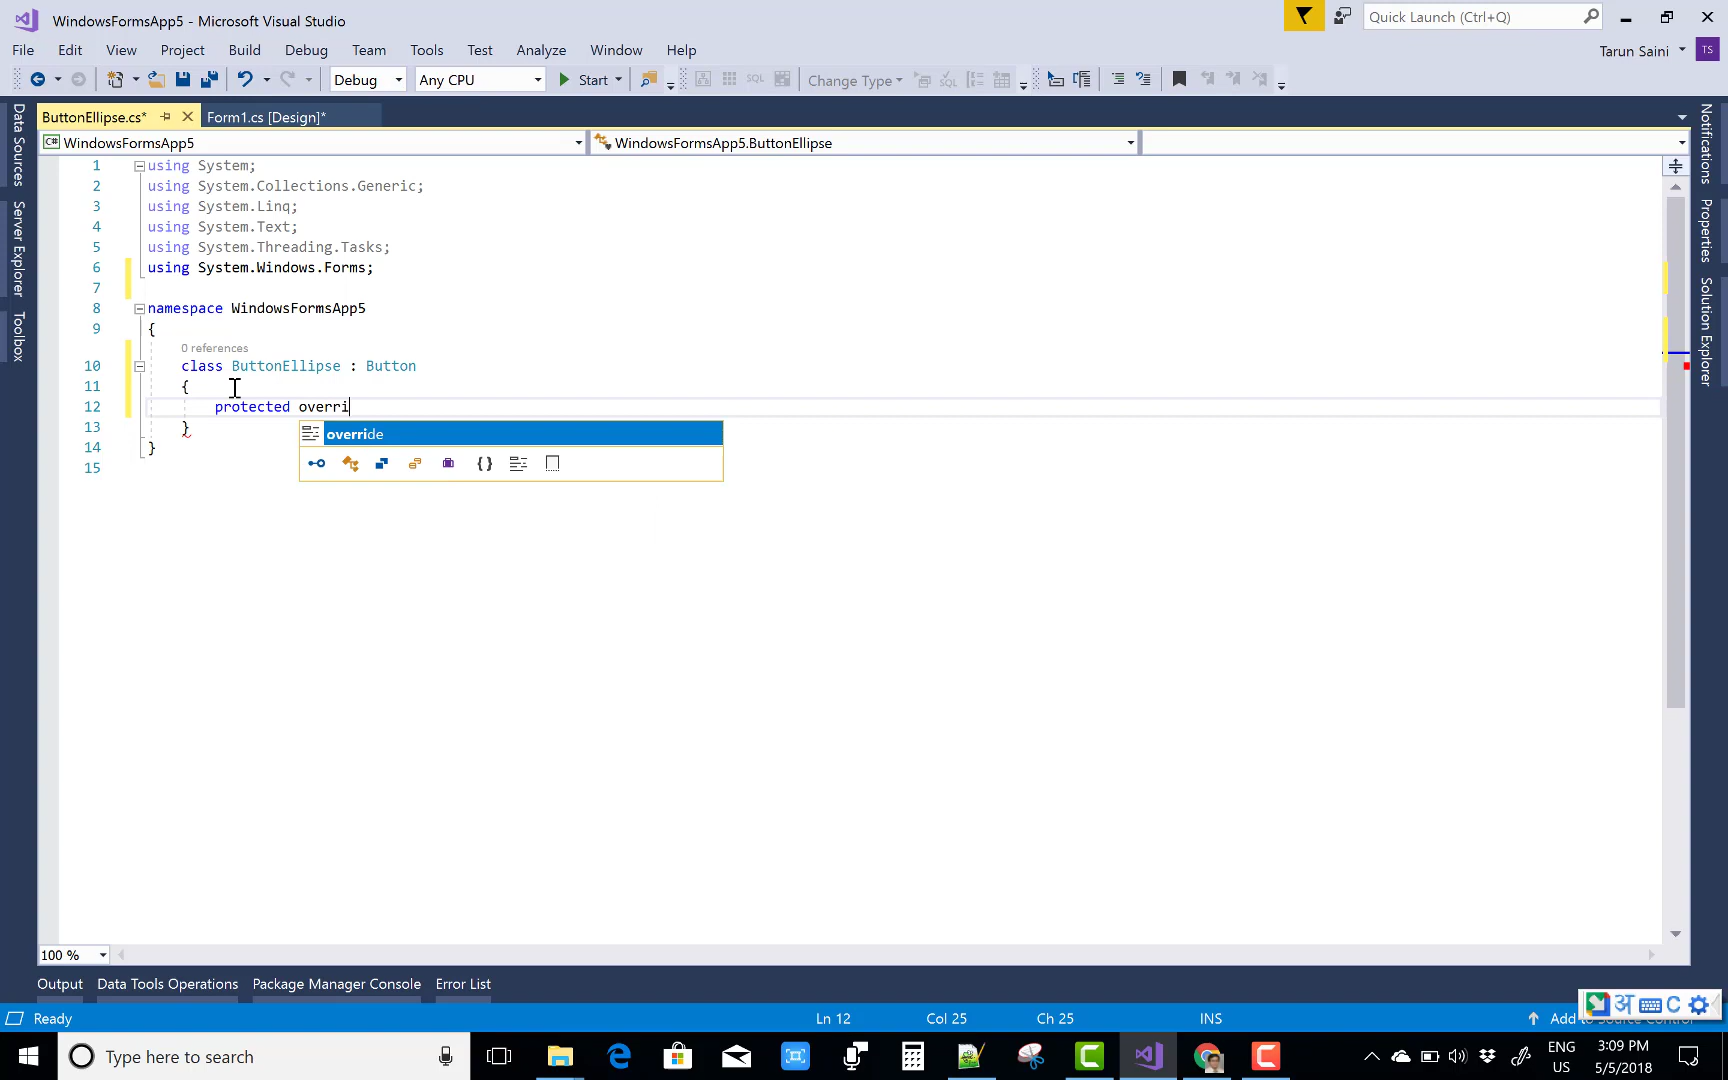 WindowsFormsApp5 - Microsoft Visual Studio
Quick Launch (Ctrl+Q)
File Edit View Project Build Debug Team Tools Test Analyze Window Help
Tarun Saini TS
Debug Any CPU Start SQL Change Type
ButtonEllipse.cs* Form1.cs [Design]*
C# WindowsFormsApp5 WindowsFormsApp5.ButtonEllipse
Data Sources
Server Explorer
Toolbox
Notifications
Properties
Solution Explorer
1 using System;
2 using System.Collections.Generic;
3 using System.Linq;
4 using System.Text;
5 using System.Threading.Tasks;
6 using System.Windows.Forms;
7
8 namespace WindowsFormsApp5
9 {
0 references
10 class ButtonEllipse : Button
11 {
12 protected overri
override
13 }
14 }
15
100 %
Output Data Tools Operations Package Manager Console Error List
अ C
Ready Ln 12 Col 25 Ch 25 INS Add to Source Control
Type here to search
ENG
US
3:09 PM
5/5/2018